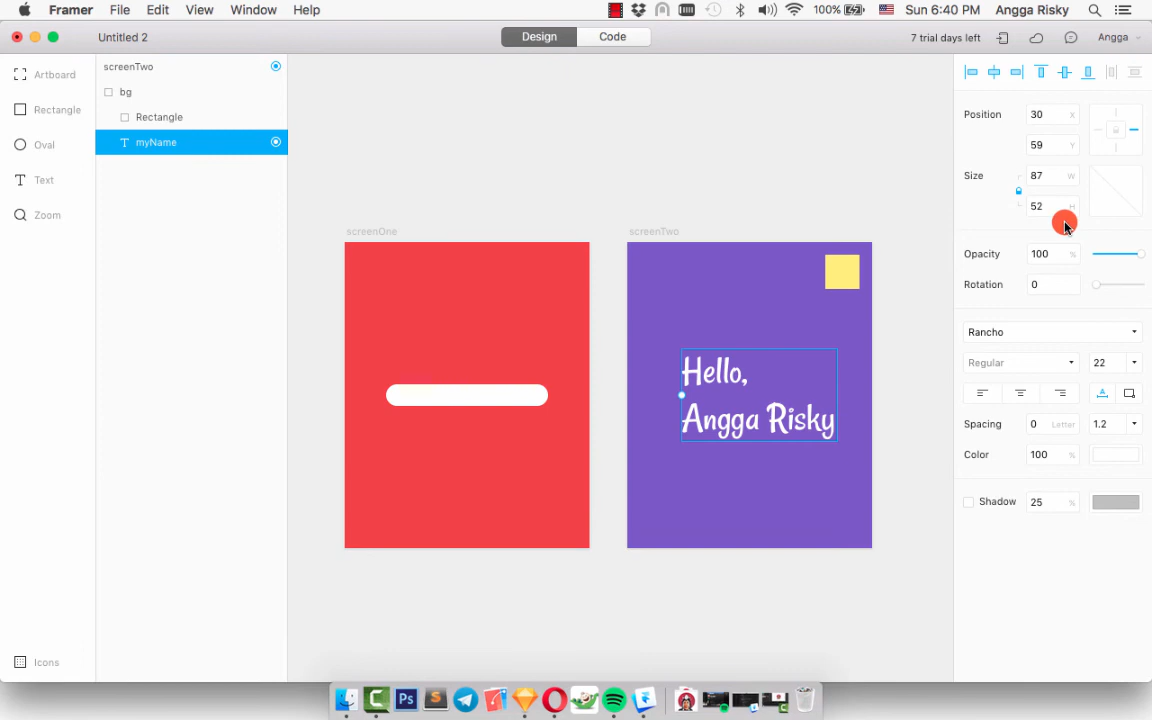 Framer File Edit View Window Help
100% Sun 6:40 PM Angga Risky
Untitled 2
Design Code
7 trial days left
Angga
Artboard
Rectangle
Oval
Text
Zoom
Icons
screenTwo
bg
Rectangle
T myName
screenOne
screenTwo
Hello,
Angga Risky
Position 30 X
59 Y
Size 87 W
52 H
Opacity 100 %
Rotation 0
Rancho
Regular 22
Spacing 0 Letter 1.2
Color 100 %
Shadow 25 %
Ps